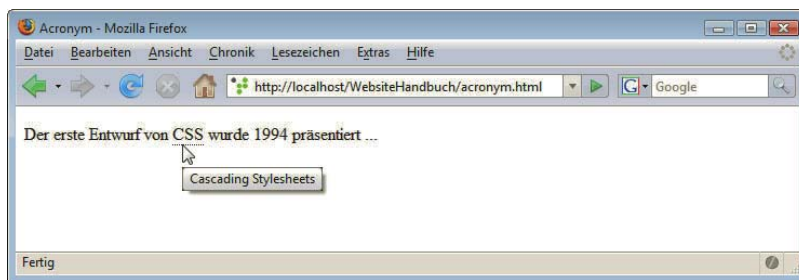 Acronym - Mozilla Firefox
Datei Bearbeiten Ansicht Chronik Lesezeichen Extras Hilfe
http://localhost/WebsiteHandbuch/acronym.html G Google
Der erste Entwurf von CSS wurde 1994 präsentiert ...
Cascading Stylesheets
Fertig